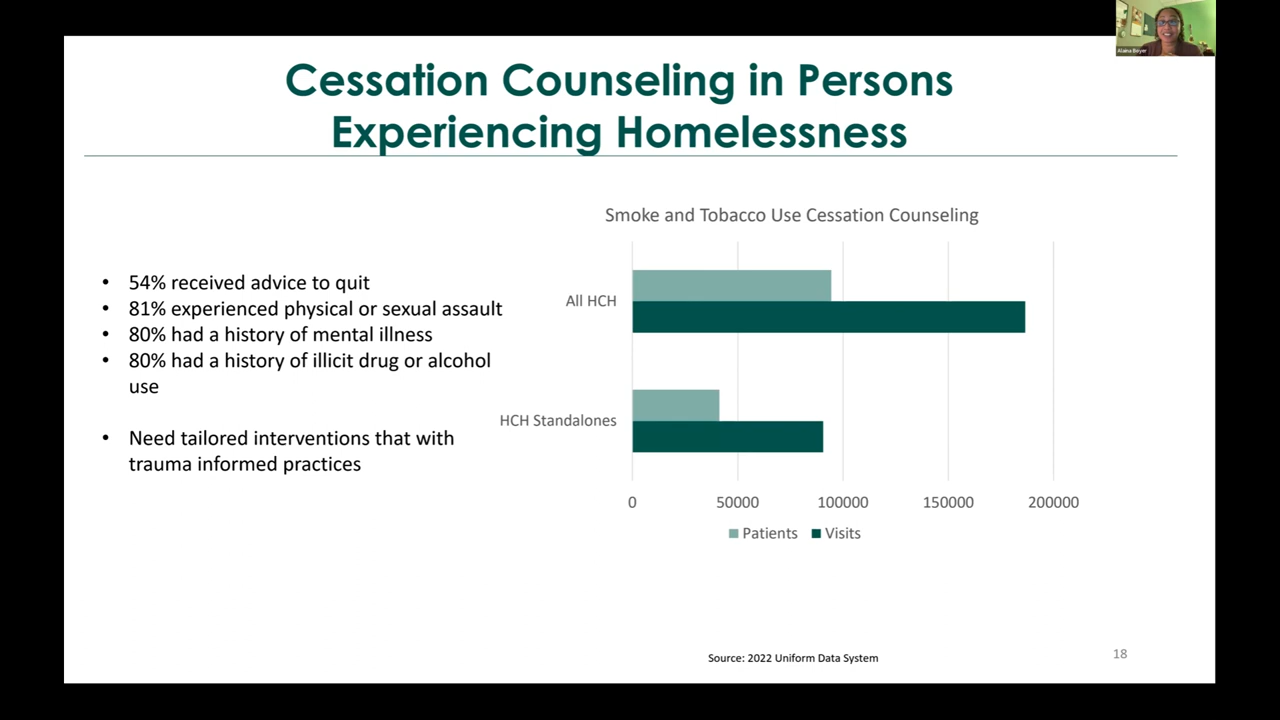 Alaina Boyer
Cessation Counseling in Persons
Experiencing Homelessness
• 54% received advice to quit
• 81% experienced physical or sexual assault
• 80% had a history of mental illness
• 80% had a history of illicit drug or alcohol
use
• Need tailored interventions that with
trauma informed practices
Smoke and Tobacco Use Cessation Counseling
All HCH
HCH Standalones
0 50000 100000 150000 200000
Patients Visits
Source: 2022 Uniform Data System
18